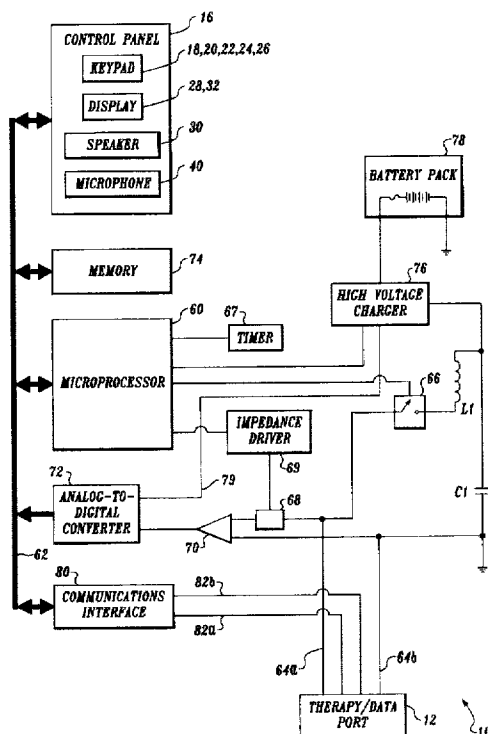 16
CONTROL PANEL
KEYPAD
18,20,22,24,26
DISPLAY
28,32
SPEAKER
30
MICROPHONE
40
78
BATTERY PACK
MEMORY
74
76
HIGH VOLTAGE
CHARGER
60
67
TIMER
MICROPROCESSOR
66
L1
IMPEDANCE
DRIVER
69
72
79
68
ANALOG-TO-
DIGITAL
CONVERTER
70
C1
62
80
82b
COMMUNICATIONS
INTERFACE
82a
64a
64b
THERAPY/DATA
PORT
12